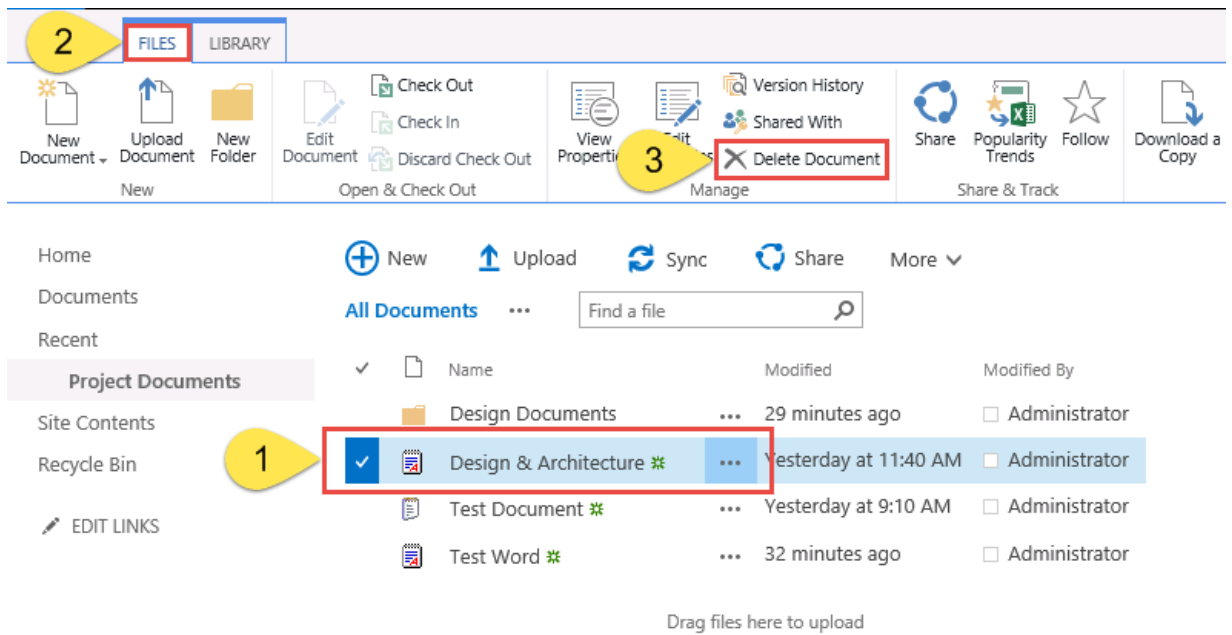 2
FILES LIBRARY
New Document
Upload Document
New Folder
New
Edit Document
Check Out
Check In
Discard Check Out
Open & Check Out
View
Edit
Version History
Shared With
3
Delete Document
Manage
Share
Popularity Trends
Follow
Share & Track
Download a Copy
Home
Documents
Recent
Project Documents
Site Contents
Recycle Bin
EDIT LINKS
New Upload Sync Share More
All Documents ... Find a file
Name Modified Modified By
Design Documents ... 29 minutes ago Administrator
1
Design & Architecture ... Yesterday at 11:40 AM Administrator
Test Document ... Yesterday at 9:10 AM Administrator
Test Word ... 32 minutes ago Administrator
Drag files here to upload